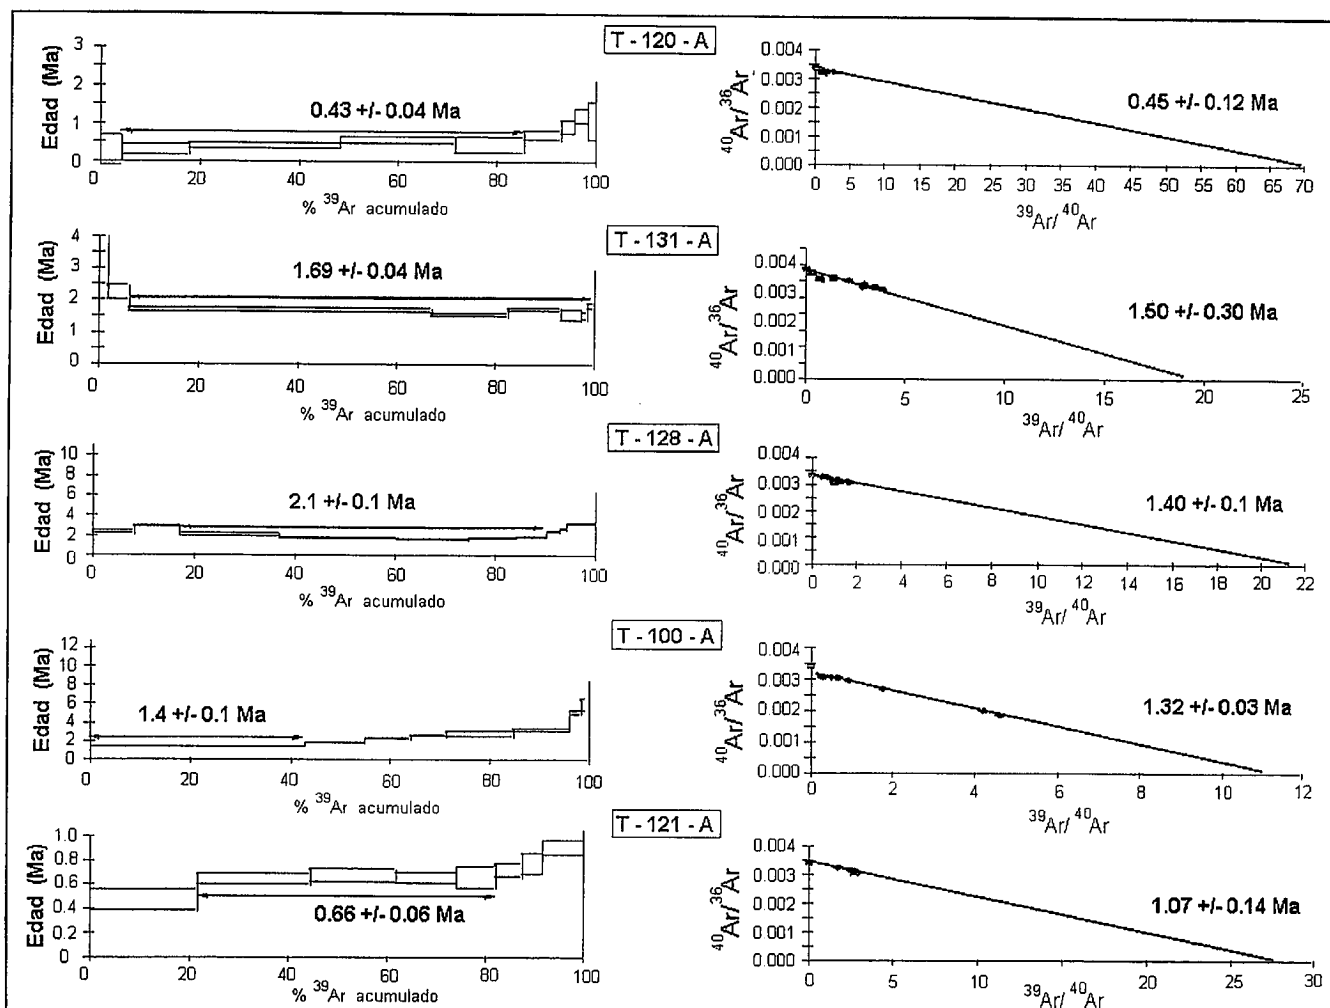 T - 120 - A
Edad (Ma)
3
2
1
0
0.43 +/- 0.04 Ma
0 20 40 60 80 100
% 39Ar acumulado
40Ar/36Ar
0.004
0.003
0.002
0.001
0.000
0.45 +/- 0.12 Ma
0 5 10 15 20 25 30 35 40 45 50 55 60 65 70
39Ar/ 40Ar
T - 131 - A
Edad (Ma)
4
3
2
1
0
1.69 +/- 0.04 Ma
0 20 40 60 80 100
% 39Ar acumulado
40Ar/36Ar
0.004
0.003
0.002
0.001
0.000
1.50 +/- 0.30 Ma
0 5 10 15 20 25
39Ar/ 40Ar
T - 128 - A
Edad (Ma)
10
8
6
4
2
0
2.1 +/- 0.1 Ma
0 20 40 60 80 100
% 39Ar acumulado
40Ar/36Ar
0.004
0.003
0.002
0.001
0.000
1.40 +/- 0.1 Ma
0 2 4 6 8 10 12 14 16 18 20 22
39Ar/ 40Ar
T - 100 - A
Edad (Ma)
12
10
8
6
4
2
0
1.4 +/- 0.1 Ma
0 20 40 60 80 100
% 39Ar acumulado
40Ar/36Ar
0.004
0.003
0.002
0.001
0.000
1.32 +/- 0.03 Ma
0 2 4 6 8 10 12
39Ar/ 40Ar
T - 121 - A
Edad (Ma)
1.0
0.8
0.6
0.4
0.2
0
0.66 +/- 0.06 Ma
0 20 40 60 80 100
% 39Ar acumulado
40Ar/36Ar
0.004
0.003
0.002
0.001
0.000
1.07 +/- 0.14 Ma
0 5 10 15 20 25 30
39Ar/ 40Ar